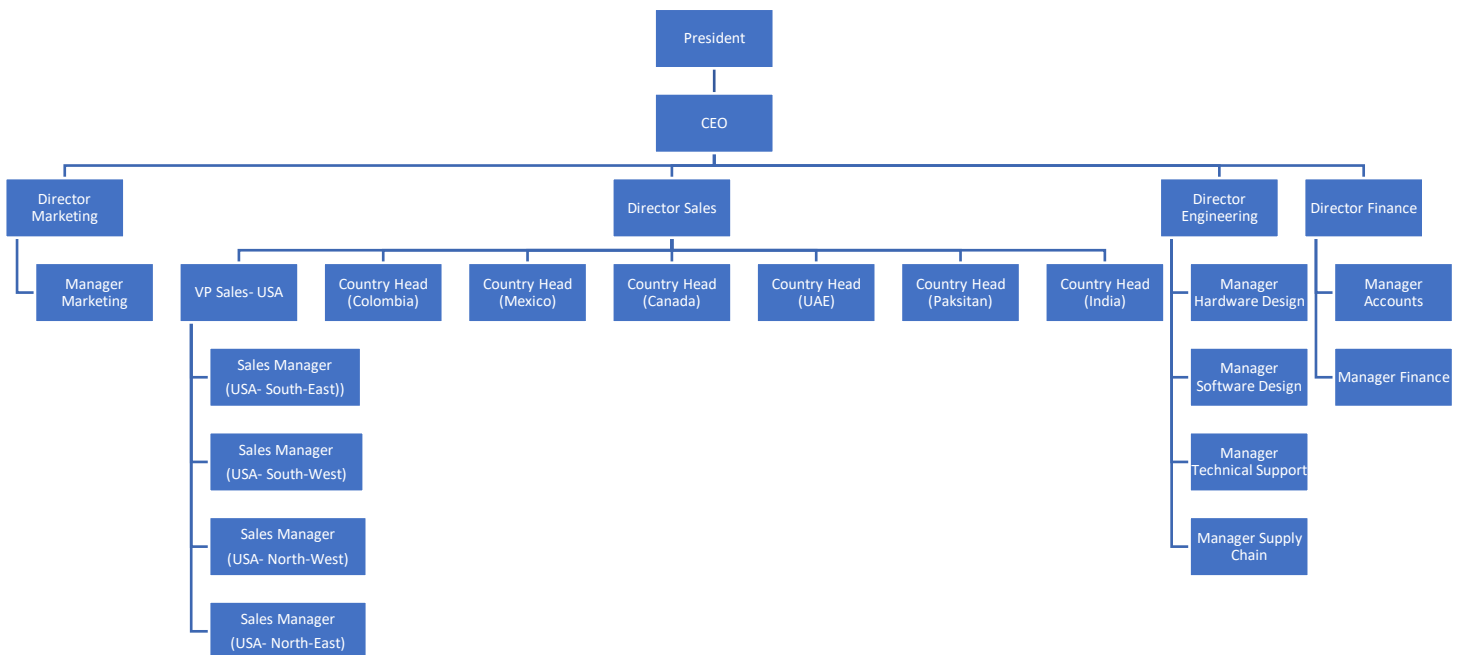 President
CEO
Director
Marketing
Director Sales
Director
Engineering
Director Finance
Manager
Marketing
VP Sales- USA
Country Head
(Colombia)
Country Head
(Mexico)
Country Head
(Canada)
Country Head
(UAE)
Country Head
(Paksitan)
Country Head
(India)
Manager
Hardware Design
Manager
Accounts
Sales Manager
(USA- South-East))
Manager
Software Design
Manager Finance
Sales Manager
(USA- South-West)
Manager
Technical Support
Sales Manager
(USA- North-West)
Manager Supply
Chain
Sales Manager
(USA- North-East)